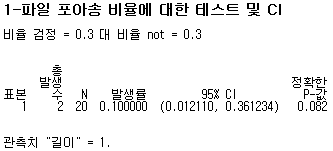 1-파일 포아송 비율에 대한 테스트 및 CI
비율 검정 = 0.3 대 비율 not = 0.3
총
발생 정확한
표본 수 N 발생률 95% CI P-값
1 2 20 0.100000 (0.012110, 0.361234) 0.082
관측치 "길이" = 1.